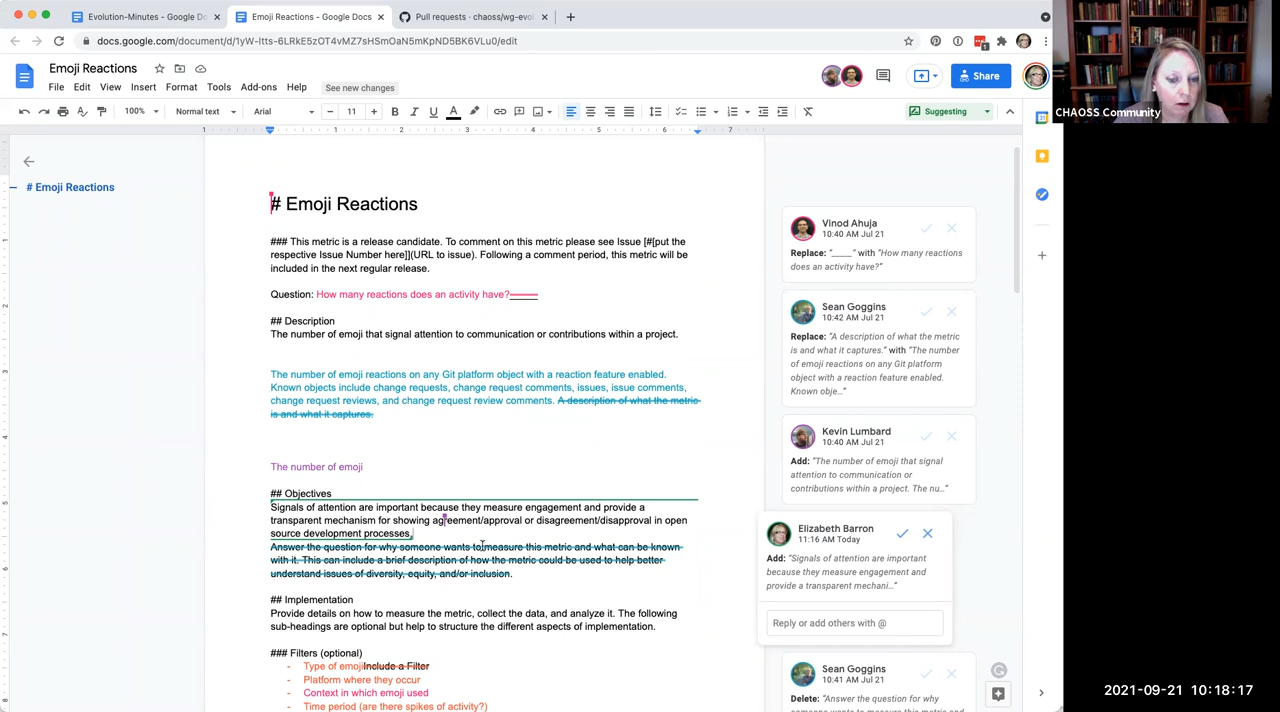 Evolution-Minutes - Google Do
Emoji Reactions - Google Docs
Pull requests · chaoss/wg-evol
docs.google.com/document/d/1yW-Itts-6LRkE5zOT4vMZ7sHSmOaN5mKpND5BK6VLu0/edit
Emoji Reactions
File Edit View Insert Format Tools Add-ons Help
See new changes
Share
100%
Normal text
Arial
11
Suggesting
CHAOSS Community
# Emoji Reactions
# Emoji Reactions
### This metric is a release candidate. To comment on this metric please see Issue [#[put the
respective Issue Number here]](URL to issue). Following a comment period, this metric will be
included in the next regular release.
Question: How many reactions does an activity have?_____
## Description
The number of emoji that signal attention to communication or contributions within a project.
The number of emoji reactions on any Git platform object with a reaction feature enabled.
Known objects include change requests, change request comments, issues, issue comments,
change request reviews, and change request review comments. A description of what the metric
is and what it captures.
The number of emoji
## Objectives
Signals of attention are important because they measure engagement and provide a
transparent mechanism for showing agreement/approval or disagreement/disapproval in open
source development processes.
Answer the question for why someone wants to measure this metric and what can be known
with it. This can include a brief description of how the metric could be used to help better
understand issues of diversity, equity, and/or inclusion.
## Implementation
Provide details on how to measure the metric, collect the data, and analyze it. The following
sub-headings are optional but help to structure the different aspects of implementation.
### Filters (optional)
- Type of emojiInclude a Filter
- Platform where they occur
- Context in which emoji used
- Time period (are there spikes of activity?)
Vinod Ahuja
10:40 AM Jul 21
Replace: "_____" with "How many reactions
does an activity have?"
Sean Goggins
10:42 AM Jul 21
Replace: "A description of what the metric
is and what it captures." with "The number
of emoji reactions on any Git platform
object with a reaction feature enabled.
Known obje..."
Kevin Lumbard
10:40 AM Jul 21
Add: "The number of emoji that signal
attention to communication or
contributions within a project. The nu..."
Elizabeth Barron
11:16 AM Today
Add: "Signals of attention are important
because they measure engagement and
provide a transparent mechani..."
Reply or add others with @
Sean Goggins
10:41 AM Jul 21
Delete: "Answer the question for why
2021-09-21 10:18:17